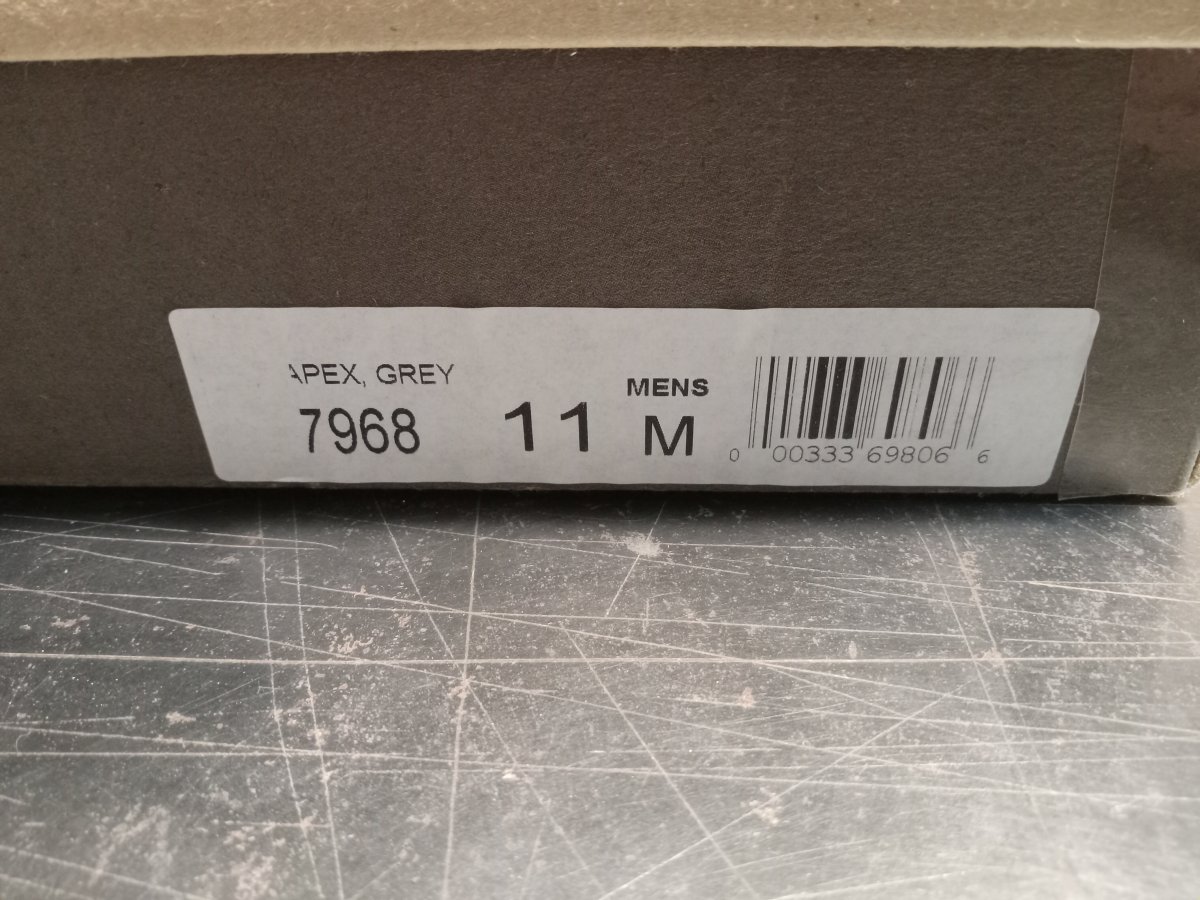 APEX, GREY
7968 11 MENS M
0 00333 69806 6